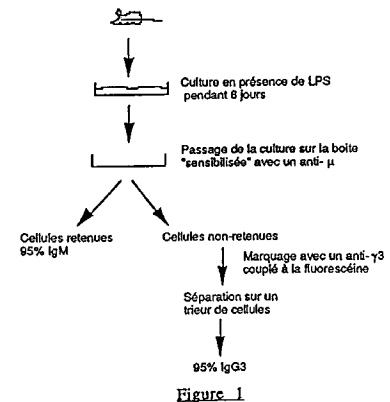 Culture en présence de LPS
pendant 6 jours
Passage de la culture sur la boite
"sensibilisée" avec un anti- μ
Cellules retenues
95% IgM
Cellules non-retenues
Marquage avec un anti-γ3
couplé à la fluorescéine
Séparation sur un
trieur de cellules
95% IgG3
Figure 1